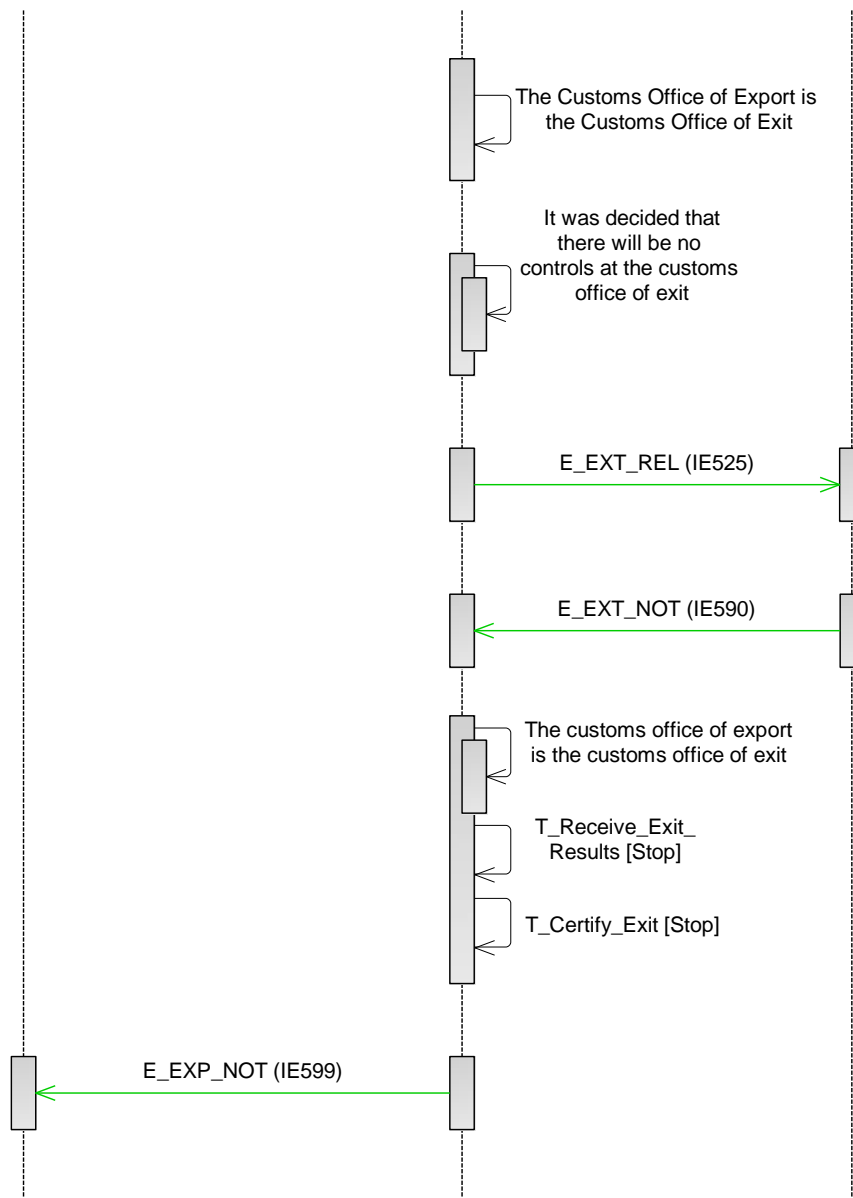 The Customs Office of Export is
the Customs Office of Exit
It was decided that
there will be no
controls at the customs
office of exit
E_EXT_REL (IE525)
E_EXT_NOT (IE590)
The customs office of export
is the customs office of exit
T_Receive_Exit_
Results [Stop]
T_Certify_Exit [Stop]
E_EXP_NOT (IE599)